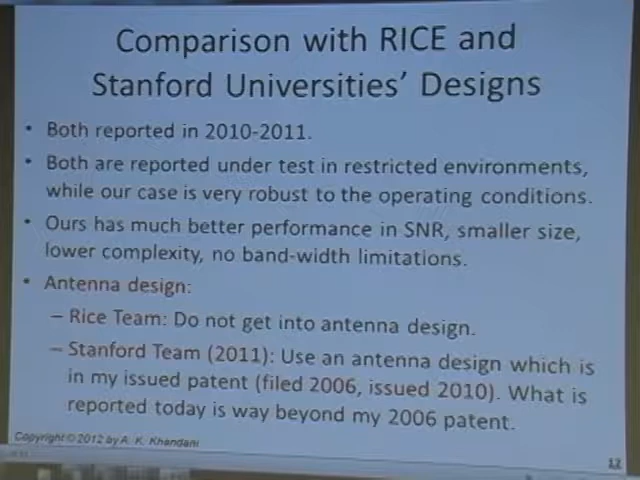 Comparison with RICE and
Stanford Universities' Designs
• Both reported in 2010-2011.
• Both are reported under test in restricted environments,
while our case is very robust to the operating conditions.
• Ours has much better performance in SNR, smaller size,
lower complexity, no band-width limitations.
• Antenna design:
– Rice Team: Do not get into antenna design.
– Stanford Team (2011): Use an antenna design which is
in my issued patent (filed 2006, issued 2010). What is
reported today is way beyond my 2006 patent.
Copyright © 2012 by A. K. Khandani
12